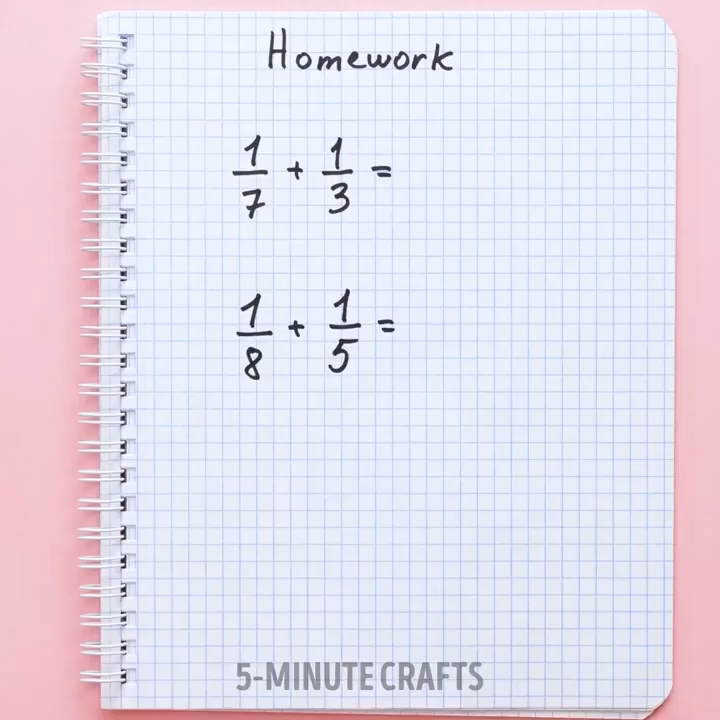 Homework
1/7 + 1/3 =
1/8 + 1/5 =
5-MINUTE CRAFTS